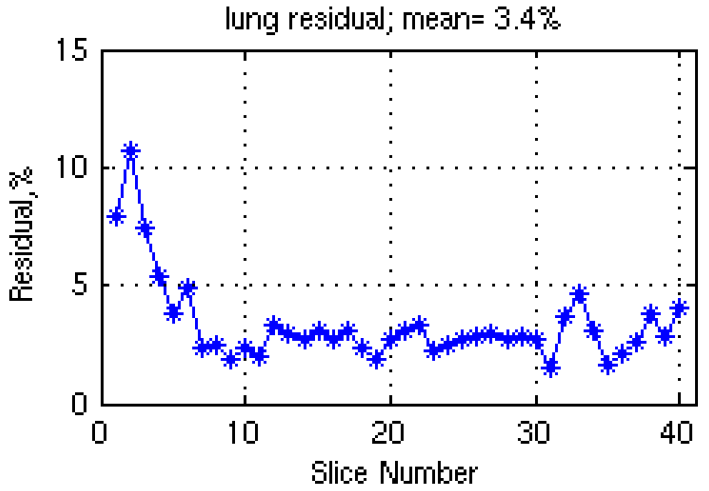 lung residual; mean= 3.4%
15
10
5
0
Residual,%
0 10 20 30 40
Slice Number